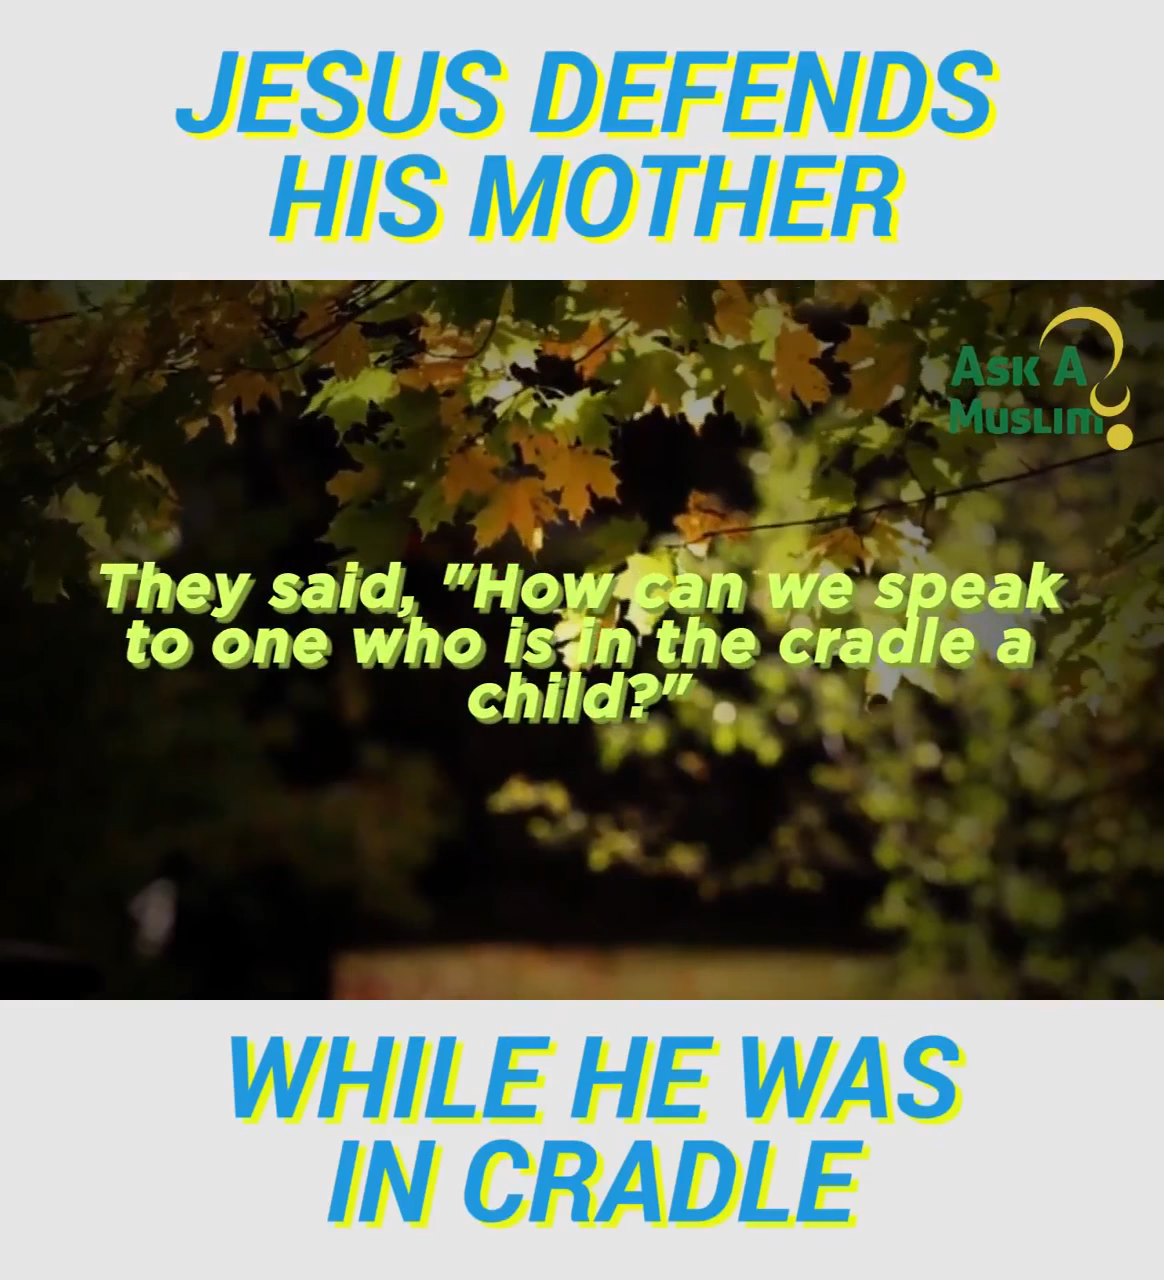 JESUS DEFENDS
HIS MOTHER
ASK A
MUSLIM?
They said, "How can we speak
to one who is in the cradle a
child?"
WHILE HE WAS
IN CRADLE